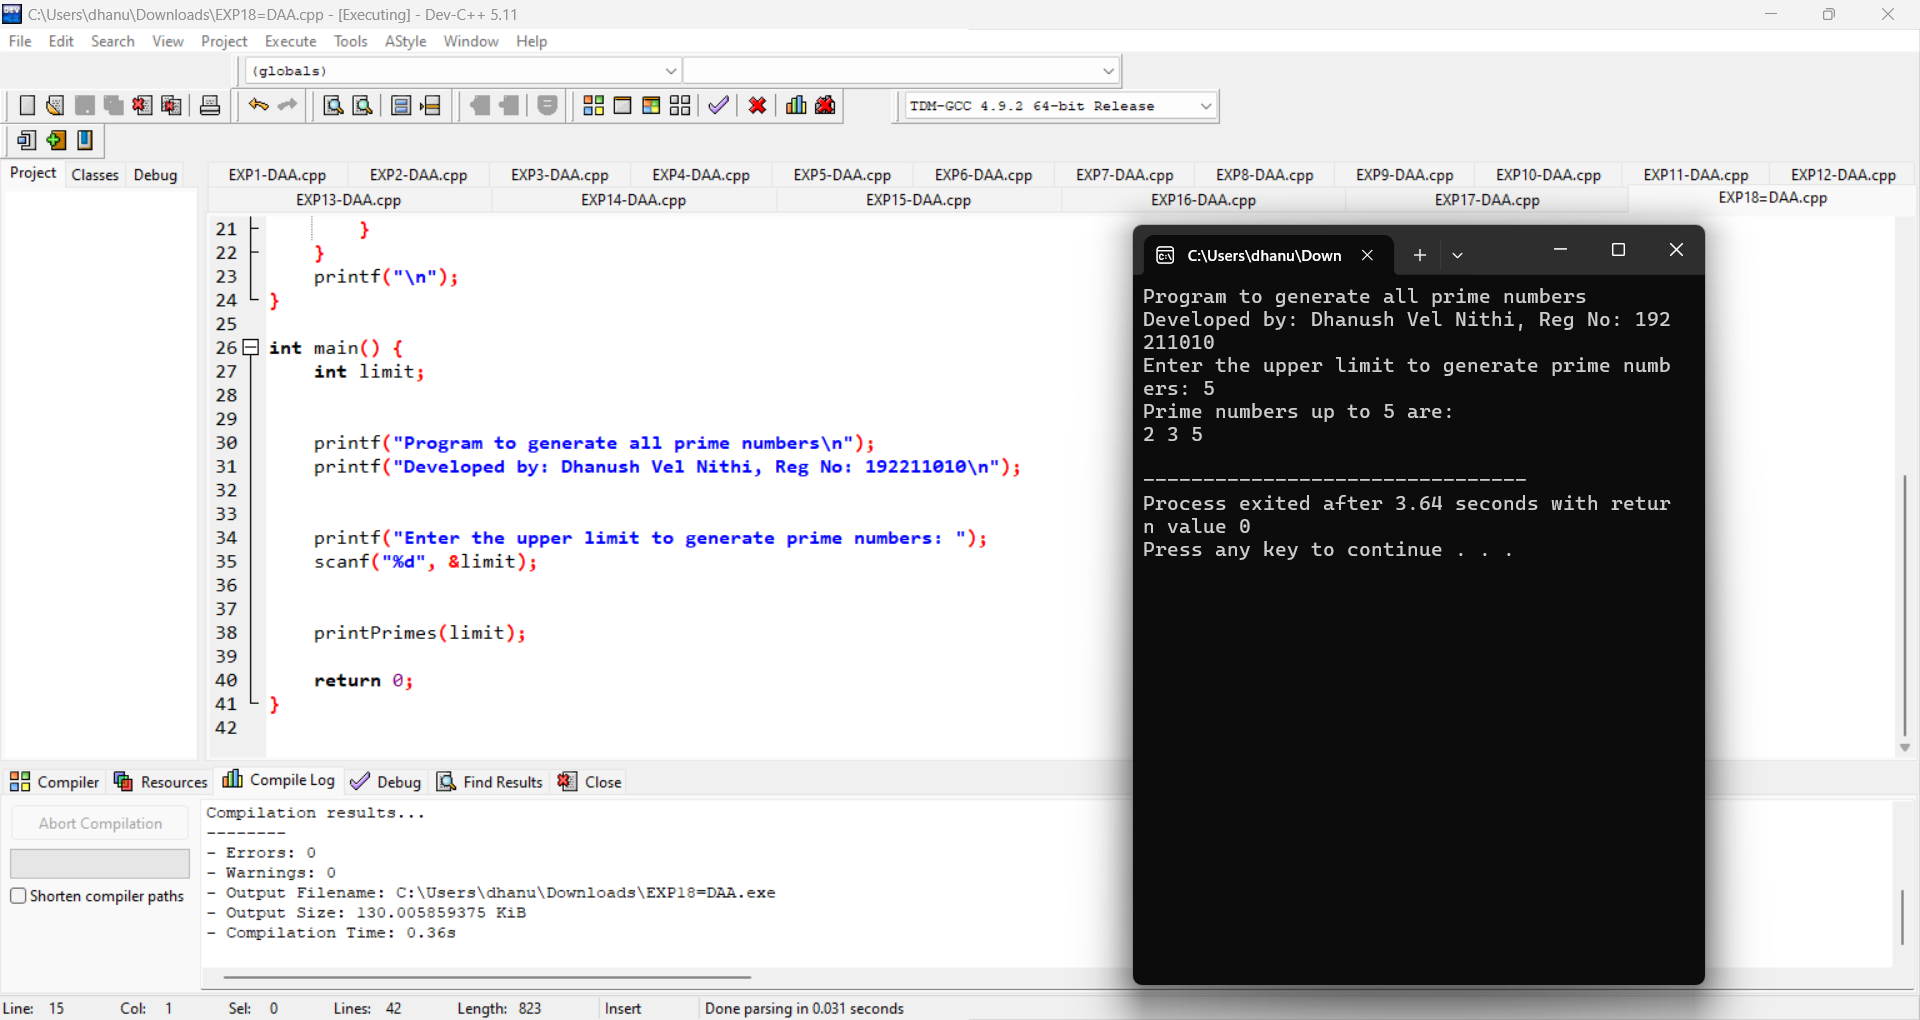 C:\Users\dhanu\Downloads\EXP18=DAA.cpp - [Executing] - Dev-C++ 5.11
File Edit Search View Project Execute Tools AStyle Window Help
(globals)
TDM-GCC 4.9.2 64-bit Release
Project Classes Debug
EXP1-DAA.cpp EXP2-DAA.cpp EXP3-DAA.cpp EXP4-DAA.cpp EXP5-DAA.cpp EXP6-DAA.cpp EXP7-DAA.cpp EXP8-DAA.cpp EXP9-DAA.cpp EXP10-DAA.cpp EXP11-DAA.cpp EXP12-DAA.cpp
EXP13-DAA.cpp EXP14-DAA.cpp EXP15-DAA.cpp EXP16-DAA.cpp EXP17-DAA.cpp EXP18=DAA.cpp
21 }
22 }
23 printf("\n");
24 }
25
26 int main() {
27 int limit;
28
29
30 printf("Program to generate all prime numbers\n");
31 printf("Developed by: Dhanush Vel Nithi, Reg No: 192211010\n");
32
33
34 printf("Enter the upper limit to generate prime numbers: ");
35 scanf("%d", &limit);
36
37
38 printPrimes(limit);
39
40 return 0;
41 }
42
C:\Users\dhanu\Down
Program to generate all prime numbers
Developed by: Dhanush Vel Nithi, Reg No: 192
211010
Enter the upper limit to generate prime numb
ers: 5
Prime numbers up to 5 are:
2 3 5
--------------------------------
Process exited after 3.64 seconds with retur
n value 0
Press any key to continue . . .
Compiler Resources Compile Log Debug Find Results Close
Abort Compilation
Shorten compiler paths
Compilation results...
--------
- Errors: 0
- Warnings: 0
- Output Filename: C:\Users\dhanu\Downloads\EXP18=DAA.exe
- Output Size: 130.005859375 KiB
- Compilation Time: 0.36s
Line: 15 Col: 1 Sel: 0 Lines: 42 Length: 823 Insert Done parsing in 0.031 seconds